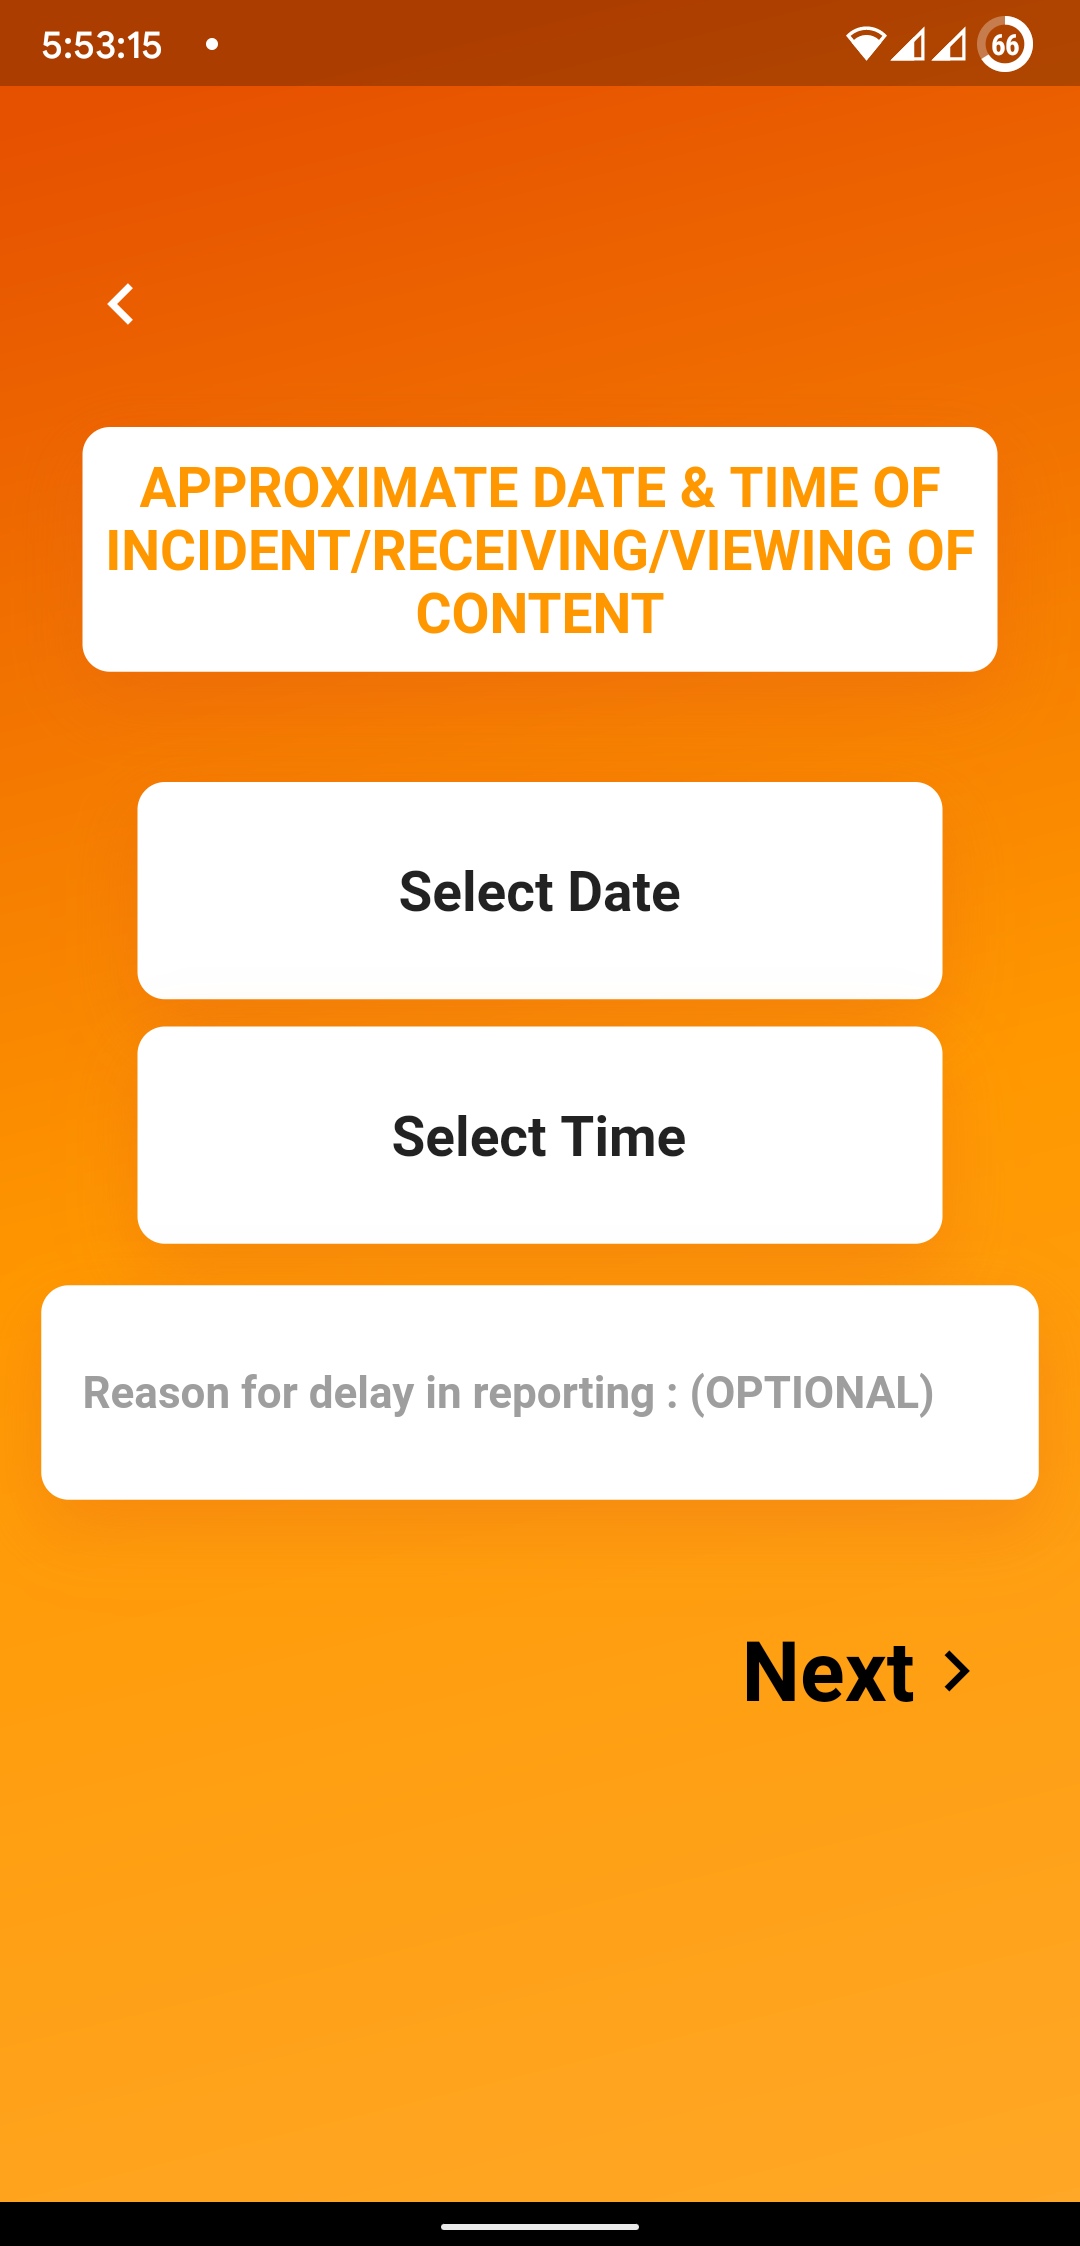 5:53:15
66
APPROXIMATE DATE & TIME OF
INCIDENT/RECEIVING/VIEWING OF
CONTENT
Select Date
Select Time
Reason for delay in reporting : (OPTIONAL)
Next